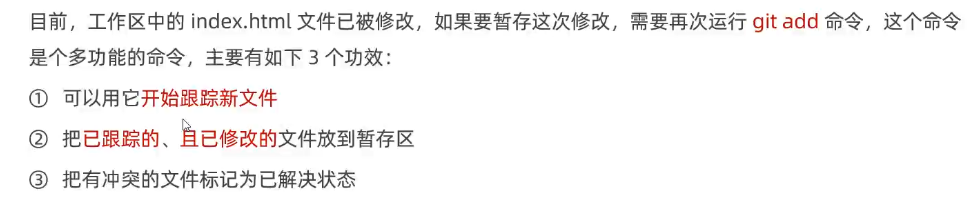 目前，工作区中的 index.html 文件已被修改，如果要暂存这次修改，需要再次运行 git add 命令，这个命令
是个多功能的命令，主要有如下 3 个功效：
① 可以用它开始跟踪新文件
② 把已跟踪的、且已修改的文件放到暂存区
③ 把有冲突的文件标记为已解决状态